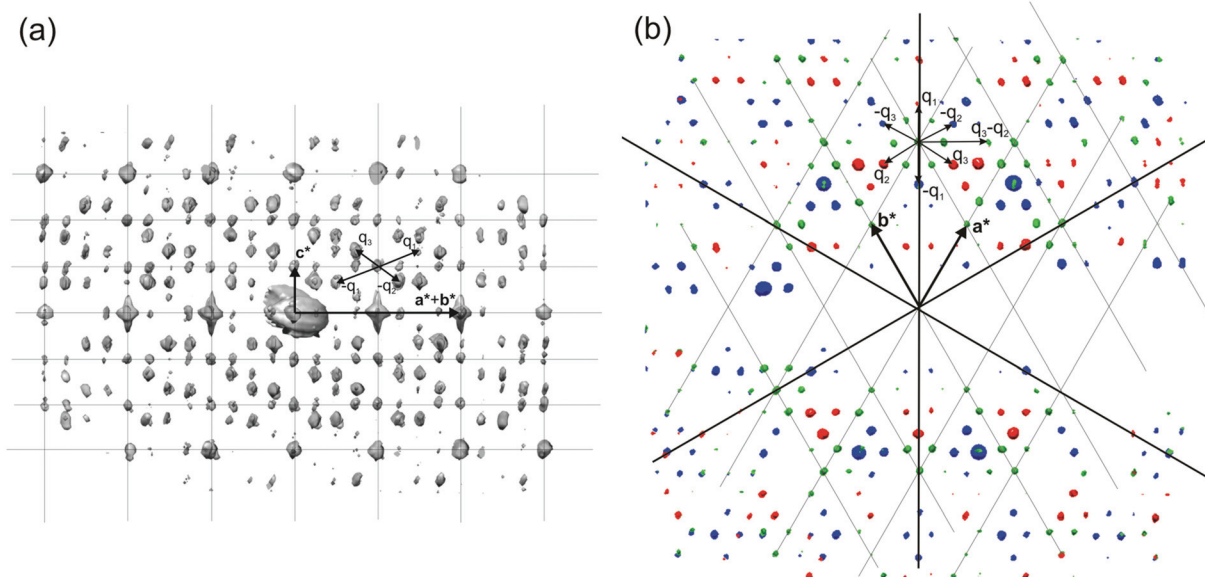 (a)
(b)
q₃
q₁
c*
-q₁
-q₂
a*+b*
q₁
-q₃
-q₂
q₃-q₂
q₂
q₃
-q₁
b*
a*